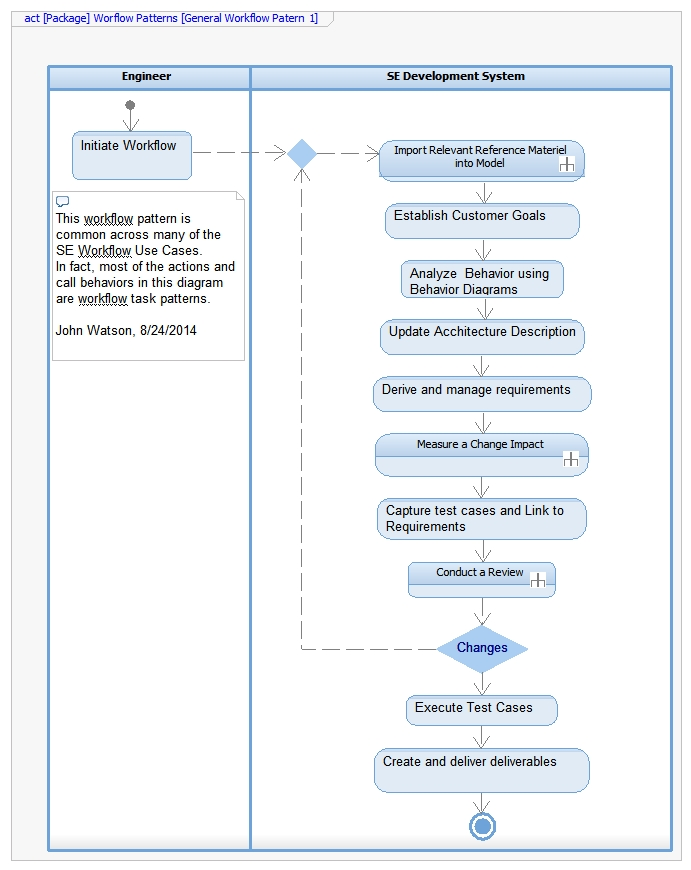 act [Package] Worflow Patterns [General Workflow Patern 1]
Engineer
SE Development System
Initiate Workflow
This workflow pattern is
common across many of the
SE Workflow Use Cases.
In fact, most of the actions and
call behaviors in this diagram
are workflow task patterns.
John Watson, 8/24/2014
Import Relevant Reference Materiel
into Model
Establish Customer Goals
Analyze Behavior using
Behavior Diagrams
Update Acchitecture Description
Derive and manage requirements
Measure a Change Impact
Capture test cases and Link to
Requirements
Conduct a Review
Changes
Execute Test Cases
Create and deliver deliverables